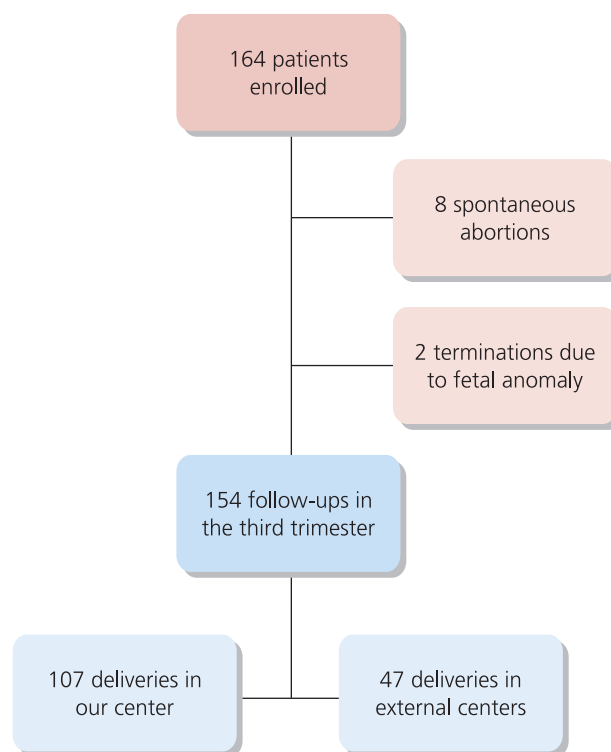 164 patients
enrolled
8 spontaneous
abortions
2 terminations due
to fetal anomaly
154 follow-ups in
the third trimester
107 deliveries in
our center
47 deliveries in
external centers